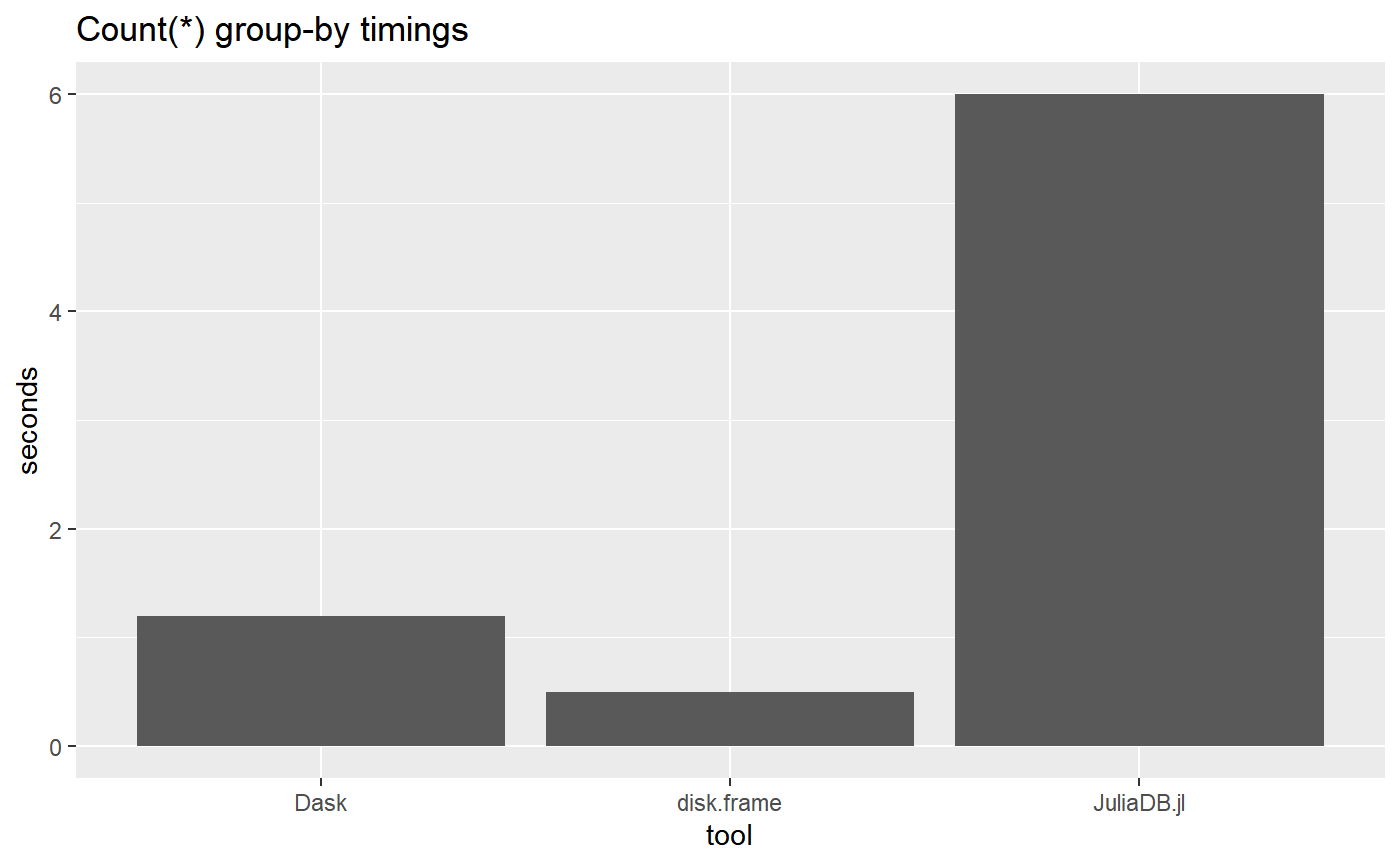 Count(*) group-by timings
6
4
2
0
seconds
Dask disk.frame JuliaDB.jl
tool